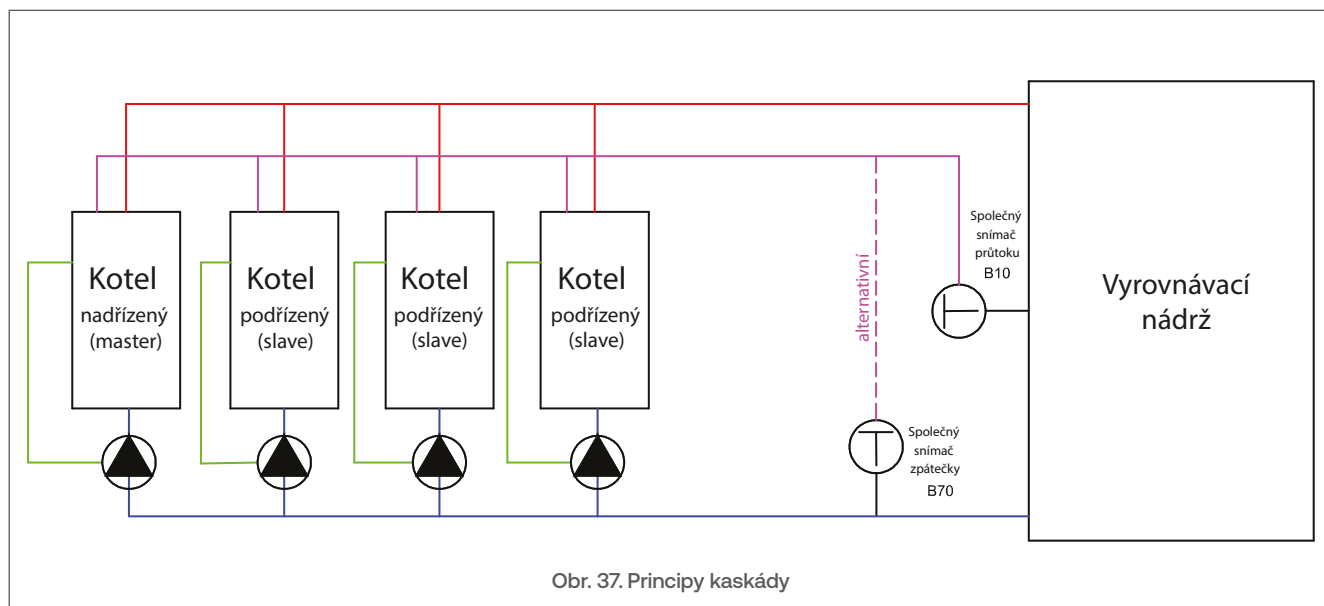 Kotel
nadřízený
(master)
Kotel
podřízený
(slave)
Kotel
podřízený
(slave)
Kotel
podřízený
(slave)
alternativní
Společný
snímač
průtoku
B10
Společný
snímač
zpátečky
B70
Vyrovnávací
nádrž
Obr. 37. Principy kaskády